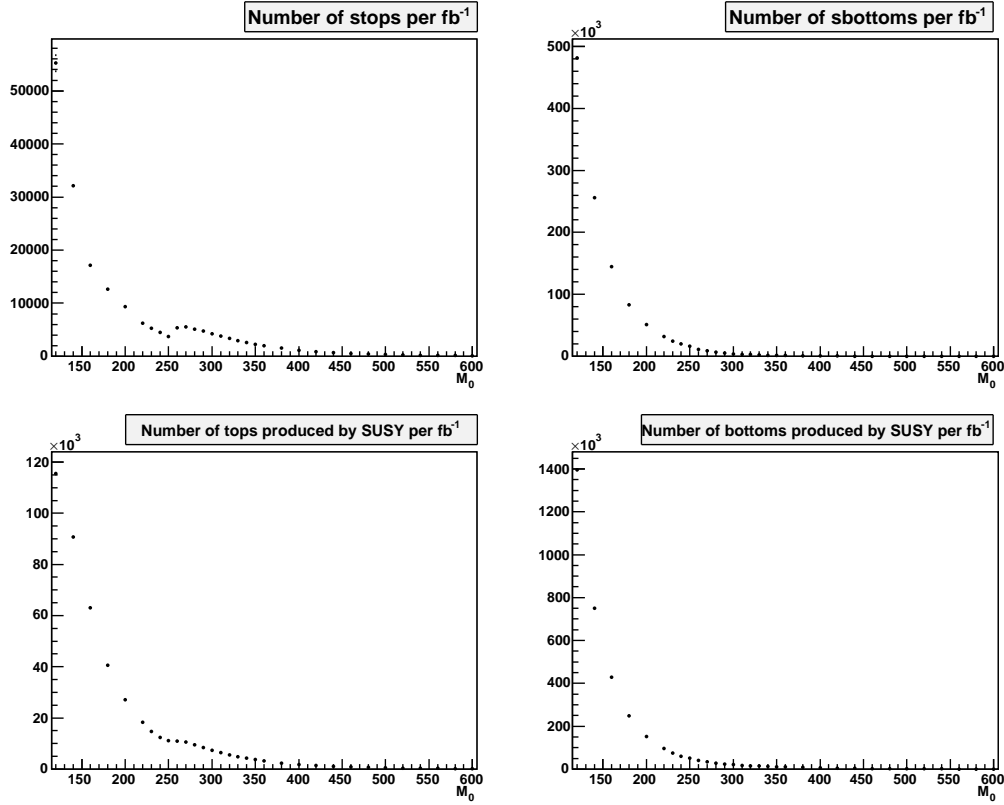 Number of stops per fb⁻¹
50000
40000
30000
20000
10000
0
150 200 250 300 350 400 450 500 550 600
M₀
Number of sbottoms per fb⁻¹
×10³
500
400
300
200
100
0
150 200 250 300 350 400 450 500 550 600
M₀
Number of tops produced by SUSY per fb⁻¹
×10³
120
100
80
60
40
20
0
150 200 250 300 350 400 450 500 550 600
M₀
Number of bottoms produced by SUSY per fb⁻¹
×10³
1400
1200
1000
800
600
400
200
0
150 200 250 300 350 400 450 500 550 600
M₀